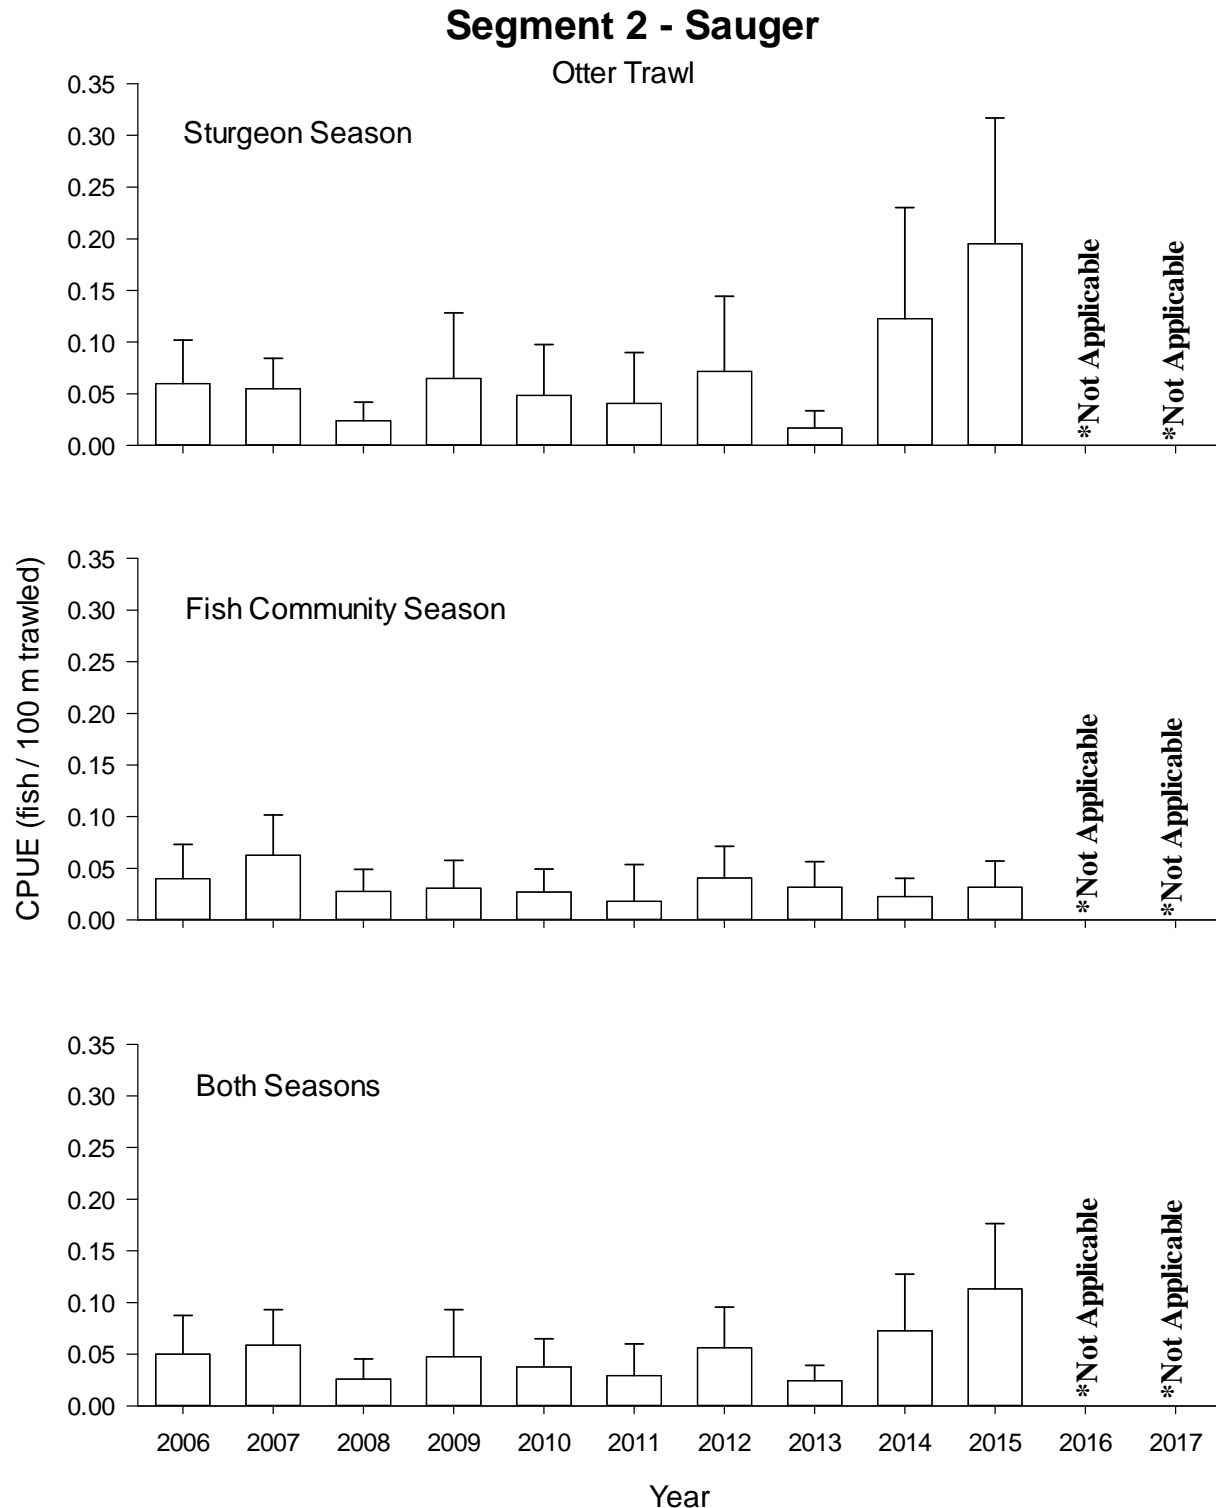 Segment 2 - Sauger
Otter Trawl
0.35
0.30
0.25
0.20
0.15
0.10
0.05
0.00
Sturgeon Season
*Not Applicable
*Not Applicable
CPUE (fish / 100 m trawled)
0.35
0.30
0.25
0.20
0.15
0.10
0.05
0.00
Fish Community Season
*Not Applicable
*Not Applicable
0.35
0.30
0.25
0.20
0.15
0.10
0.05
0.00
Both Seasons
*Not Applicable
*Not Applicable
2006 2007 2008 2009 2010 2011 2012 2013 2014 2015 2016 2017
Year